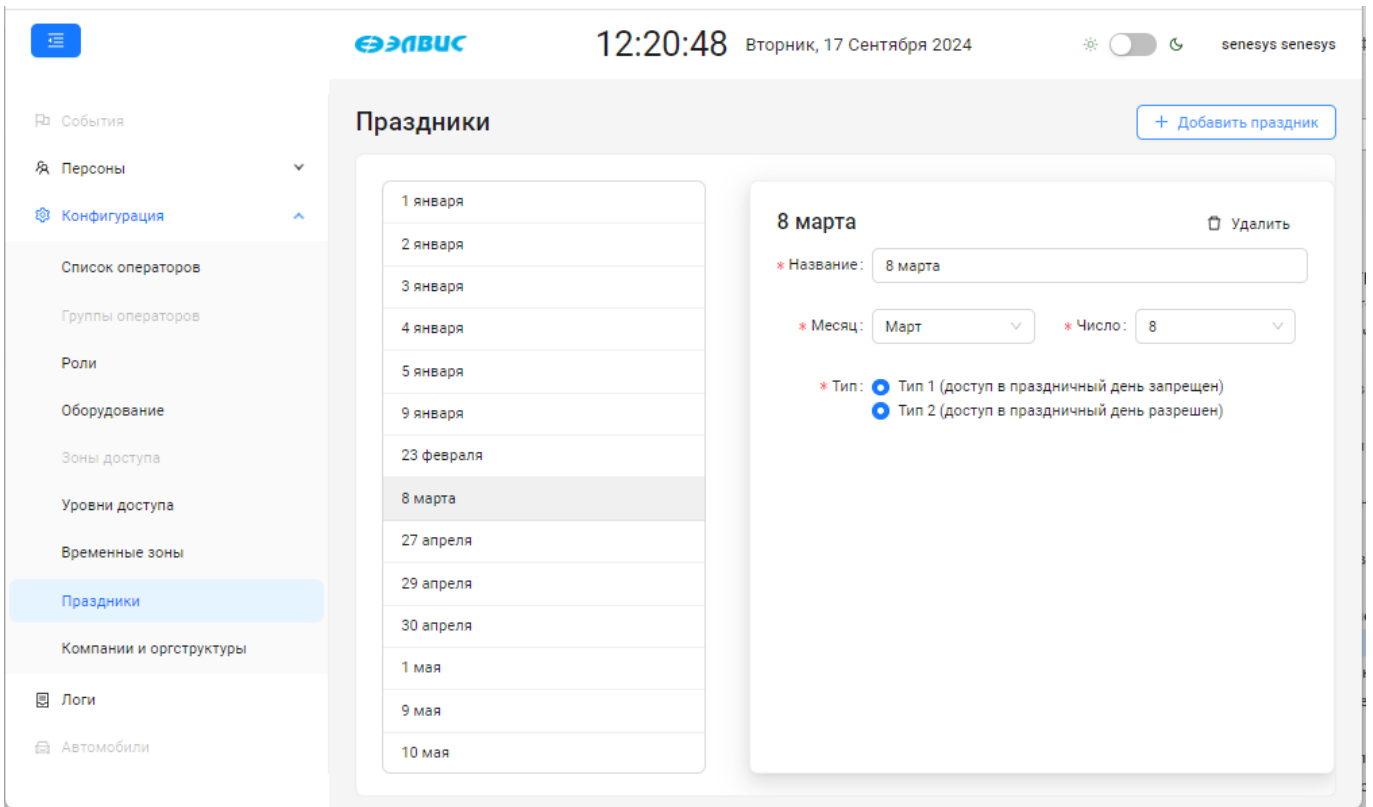 ЭЛВИС
12:20:48 Вторник, 17 Сентября 2024
senesys senesys
События
Персоны
Конфигурация
Список операторов
Группы операторов
Роли
Оборудование
Зоны доступа
Уровни доступа
Временные зоны
Праздники
Компании и оргструктуры
Логи
Автомобили
Праздники
+ Добавить праздник
1 января
2 января
3 января
4 января
5 января
9 января
23 февраля
8 марта
27 апреля
29 апреля
30 апреля
1 мая
9 мая
10 мая
8 марта
Удалить
* Название: 8 марта
* Месяц: Март * Число: 8
* Тип: Тип 1 (доступ в праздничный день запрещен)
Тип 2 (доступ в праздничный день разрешен)